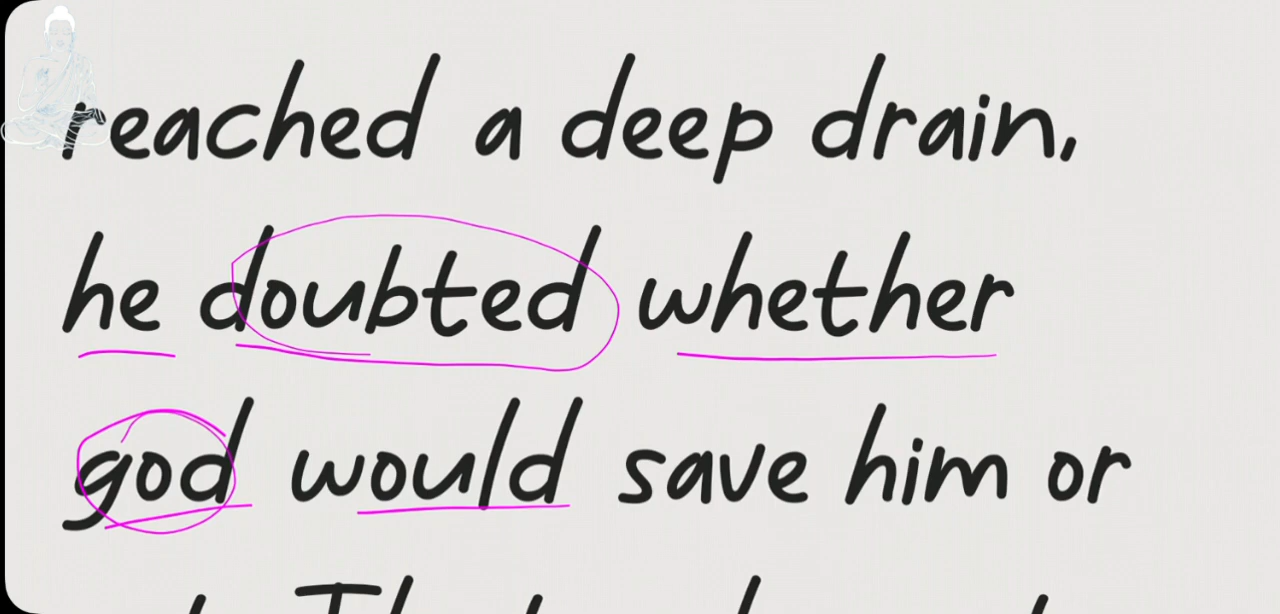 reached a deep drain,
he doubted whether
god would save him or